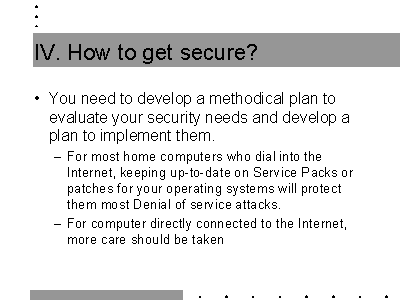 IV. How to get secure?
• You need to develop a methodical plan to
evaluate your security needs and develop a
plan to implement them.
– For most home computers who dial into the
Internet, keeping up-to-date on Service Packs or
patches for your operating systems will protect
them most Denial of service attacks.
– For computer directly connected to the Internet,
more care should be taken